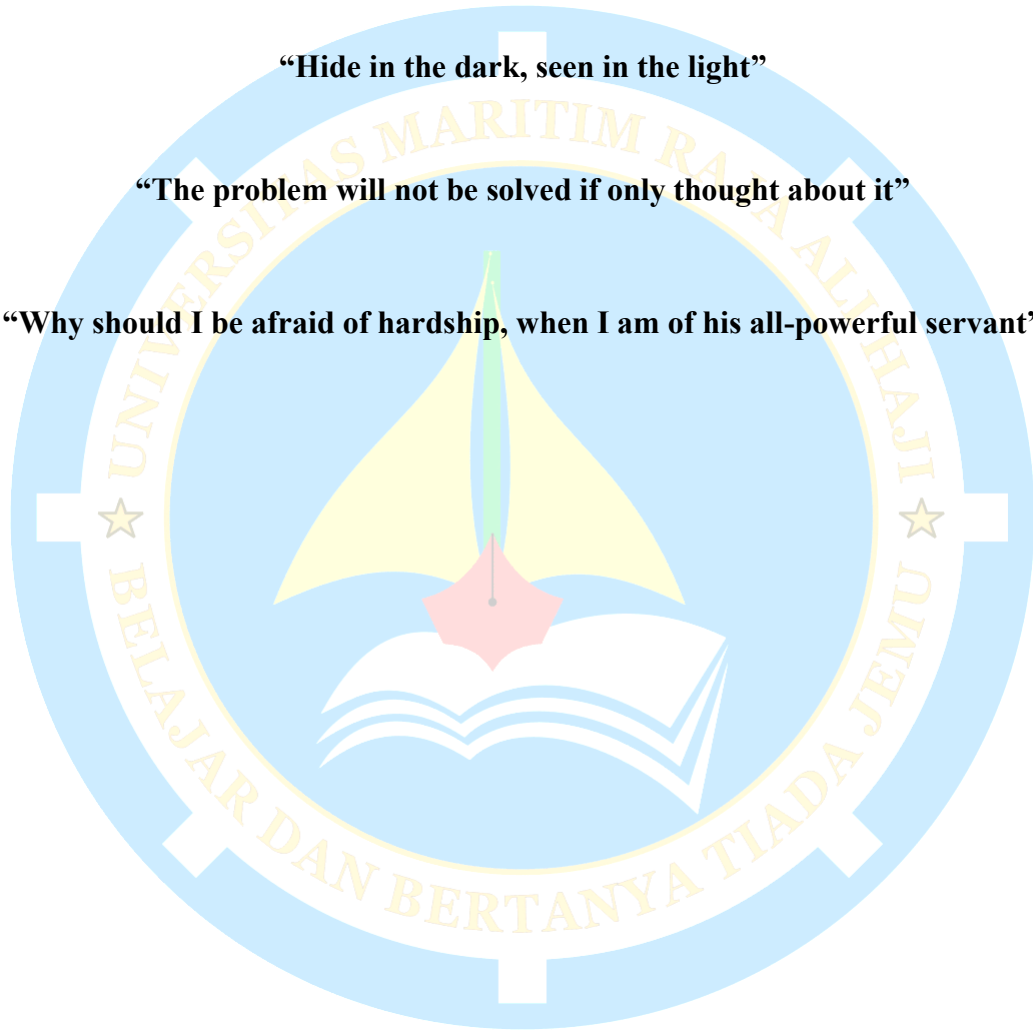 “Hide in the dark, seen in the light”
“The problem will not be solved if only thought about it”
“Why should I be afraid of hardship, when I am of his all-powerful servant”
UNIVERSITAS MARITIM RAJA ALI HAJI
BELAJAR DAN BERTANYA TIADA JEMU